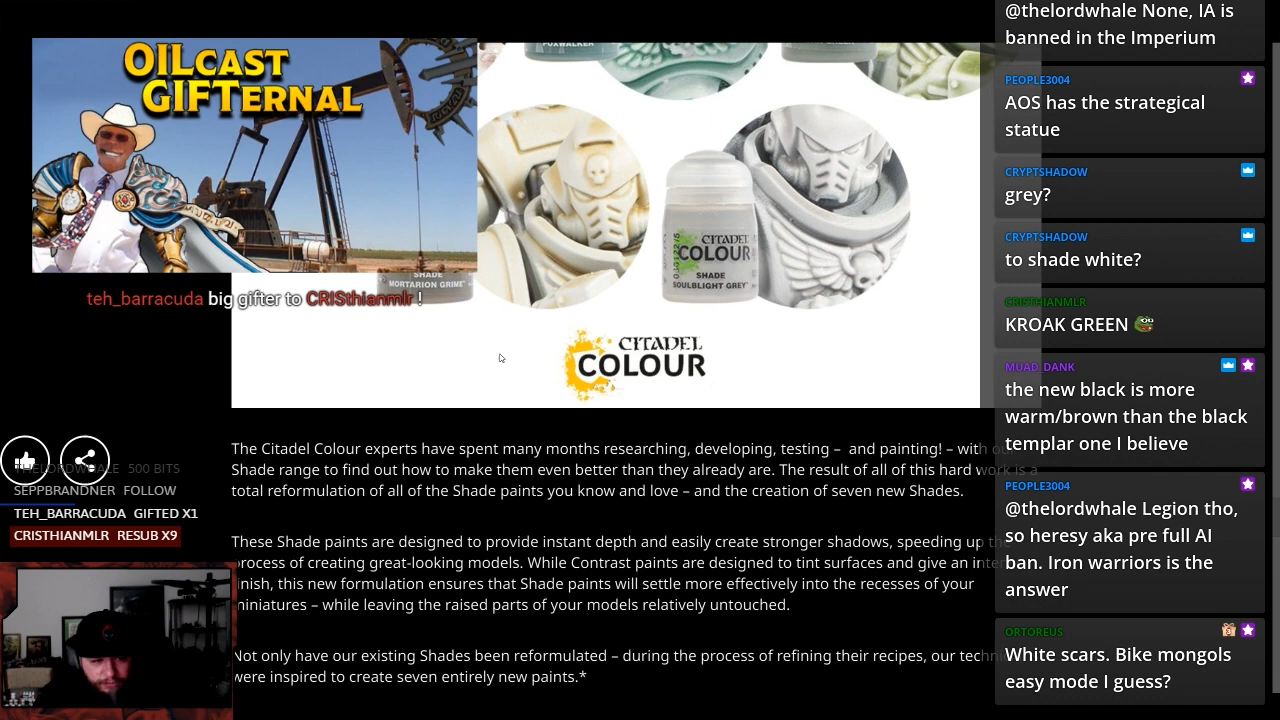 OILCAST
GIFTERNAL
teh_barracuda big gifter to CRISthianmlr !
SHADE
MORTARION GRIME
CITADEL
COLOUR
SHADE
SOULBLIGHT GREY
CITADEL
COLOUR
The Citadel Colour experts have spent many months researching, developing, testing – and painting! – with our
Shade range to find out how to make them even better than they already are. The result of all of this hard work is a
total reformulation of all of the Shade paints you know and love – and the creation of seven new Shades.
These Shade paints are designed to provide instant depth and easily create stronger shadows, speeding up the
process of creating great-looking models. While Contrast paints are designed to tint surfaces and give an
finish, this new formulation ensures that Shade paints will settle more effectively into the recesses of your
miniatures – while leaving the raised parts of your models relatively untouched.
Not only have our existing Shades been reformulated – during the process of refining their recipes, our
were inspired to create seven entirely new paints.*
THELORDWHALE 500 BITS
SEPPBRANDNER FOLLOW
TEH_BARRACUDA GIFTED X1
CRISTHIANMLR RESUB X9
@thelordwhale None, IA is
banned in the Imperium
PEOPLE3004
AOS has the strategical
statue
CRYPTSHADOW
grey?
CRYPTSHADOW
to shade white?
CRISTHIANMLR
KROAK GREEN
MUAD_DANK
the new black is more
warm/brown than the black
templar one I believe
PEOPLE3004
@thelordwhale Legion tho,
so heresy aka pre full AI
ban. Iron warriors is the
answer
ORTOREUS
White scars. Bike mongols
easy mode I guess?